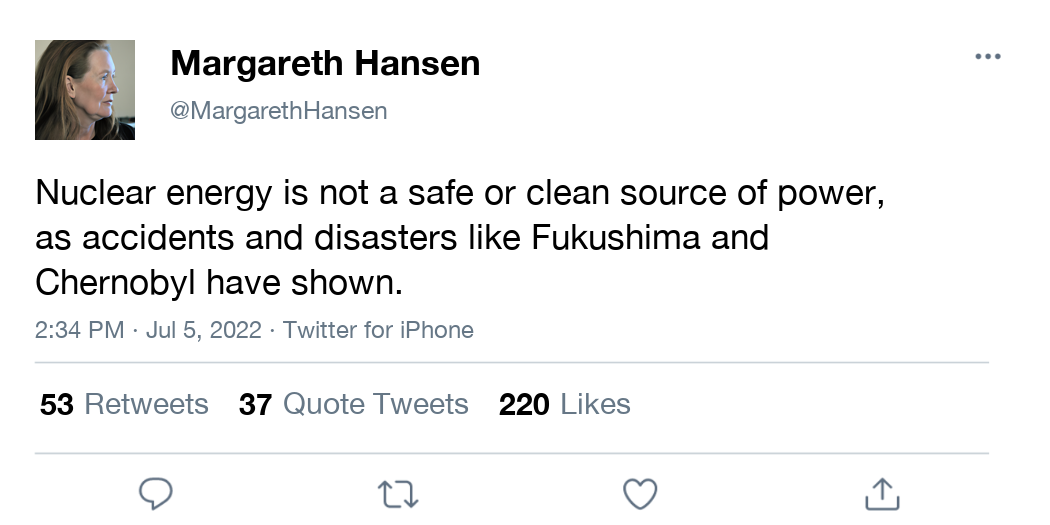 Margareth Hansen
@MargarethHansen
Nuclear energy is not a safe or clean source of power,
as accidents and disasters like Fukushima and
Chernobyl have shown.
2:34 PM · Jul 5, 2022 · Twitter for iPhone
53 Retweets 37 Quote Tweets 220 Likes